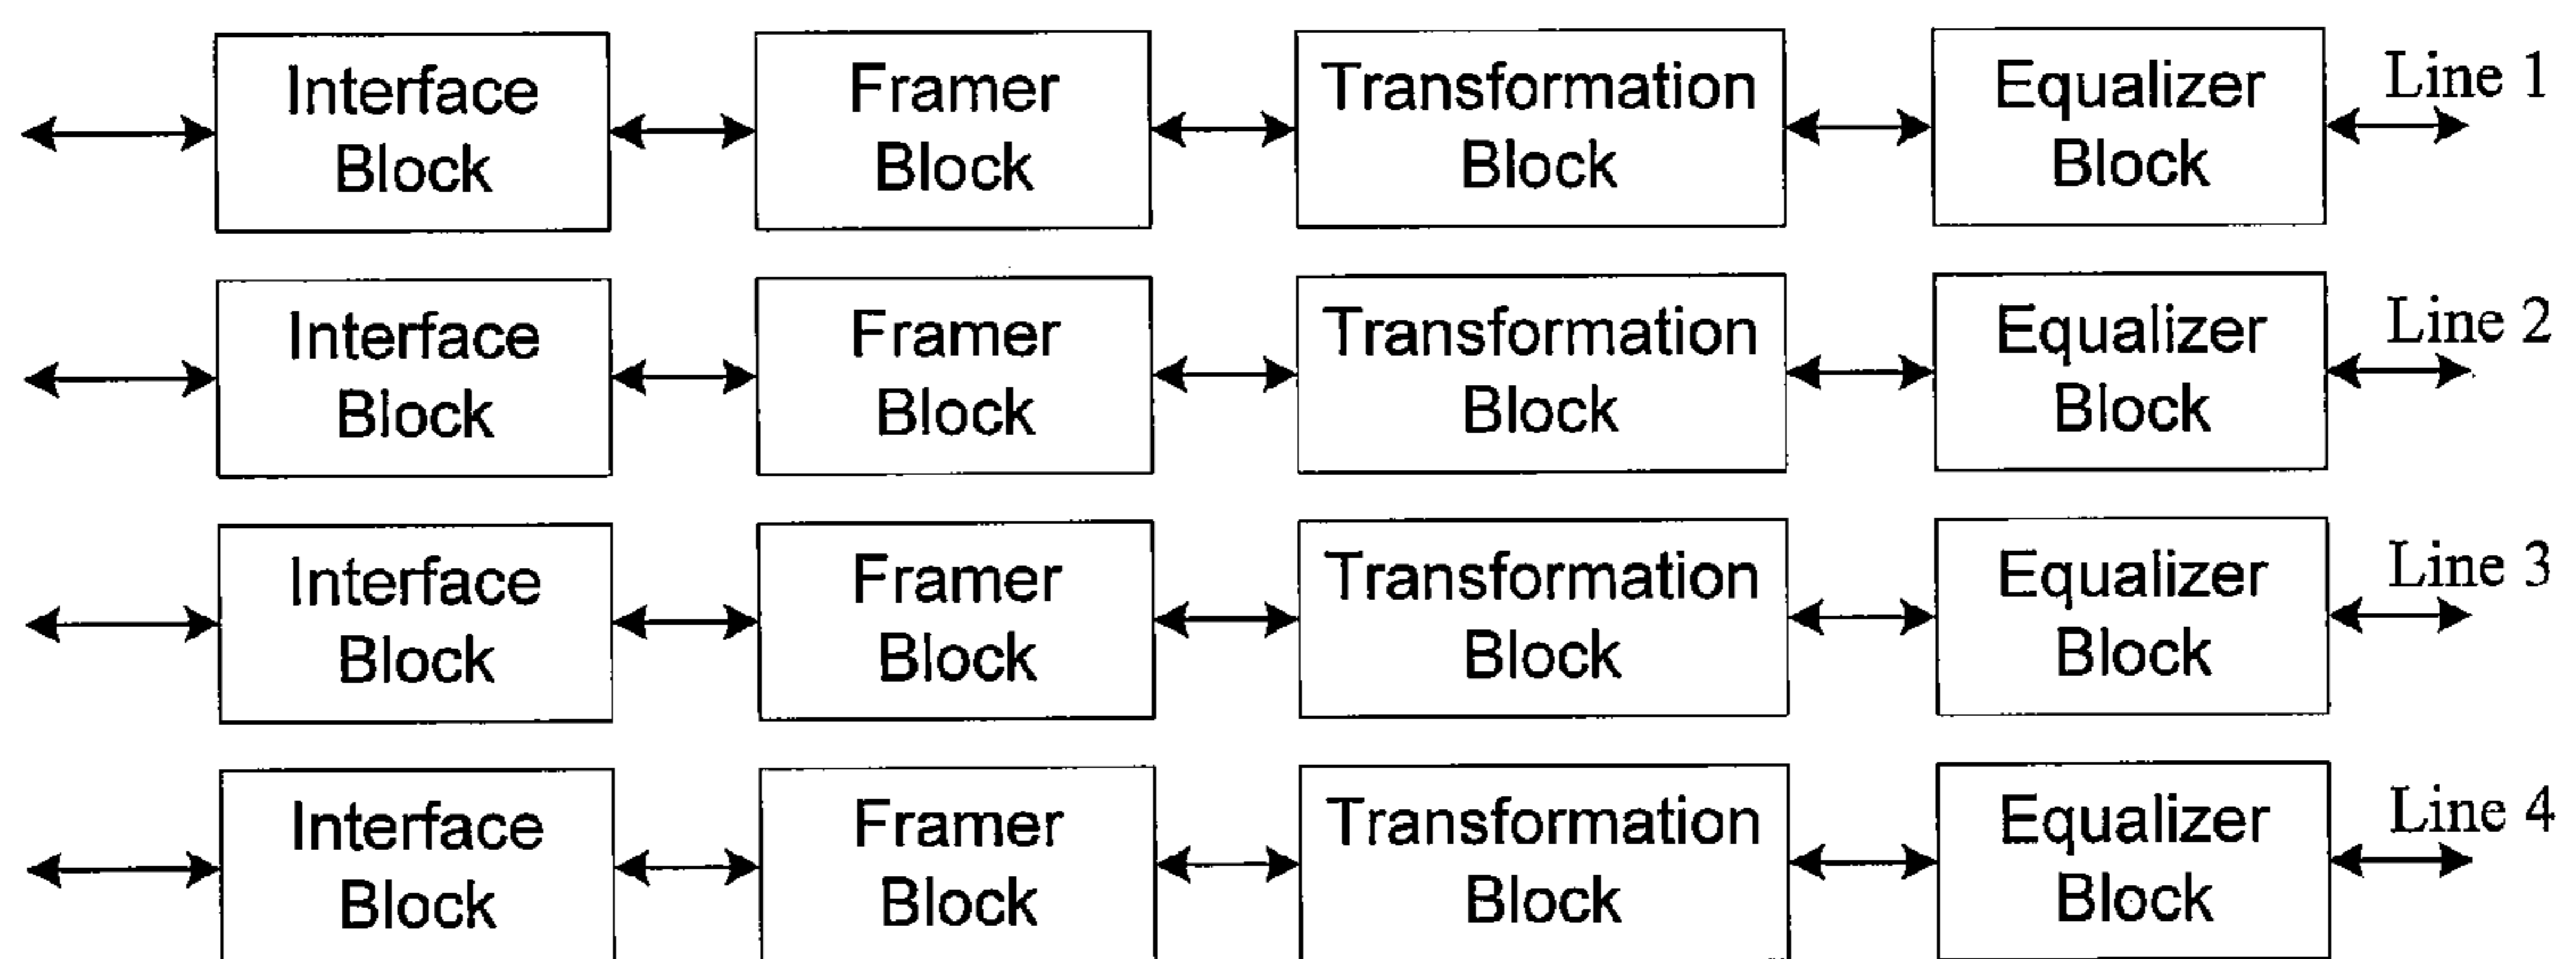 Interface
Block
Framer
Block
Transformation
Block
Equalizer
Block
Line 1
Interface
Block
Framer
Block
Transformation
Block
Equalizer
Block
Line 2
Interface
Block
Framer
Block
Transformation
Block
Equalizer
Block
Line 3
Interface
Block
Framer
Block
Transformation
Block
Equalizer
Block
Line 4